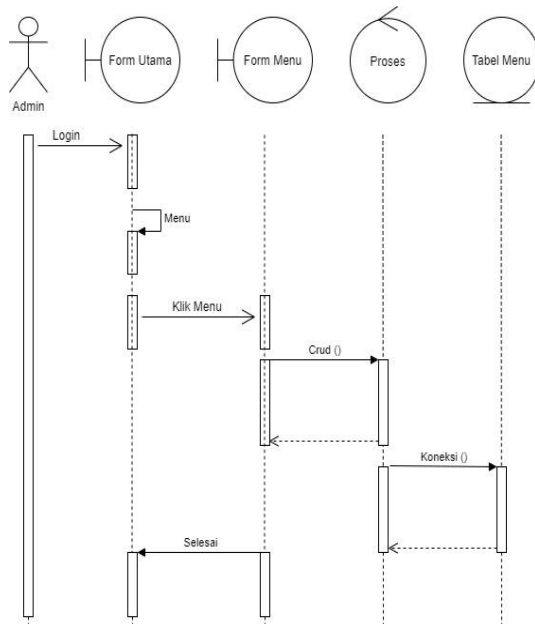 Form Utama
Form Menu
Proses
Tabel Menu
Admin
Login
Menu
Klik Menu
Crud ()
Koneksi ()
Selesai